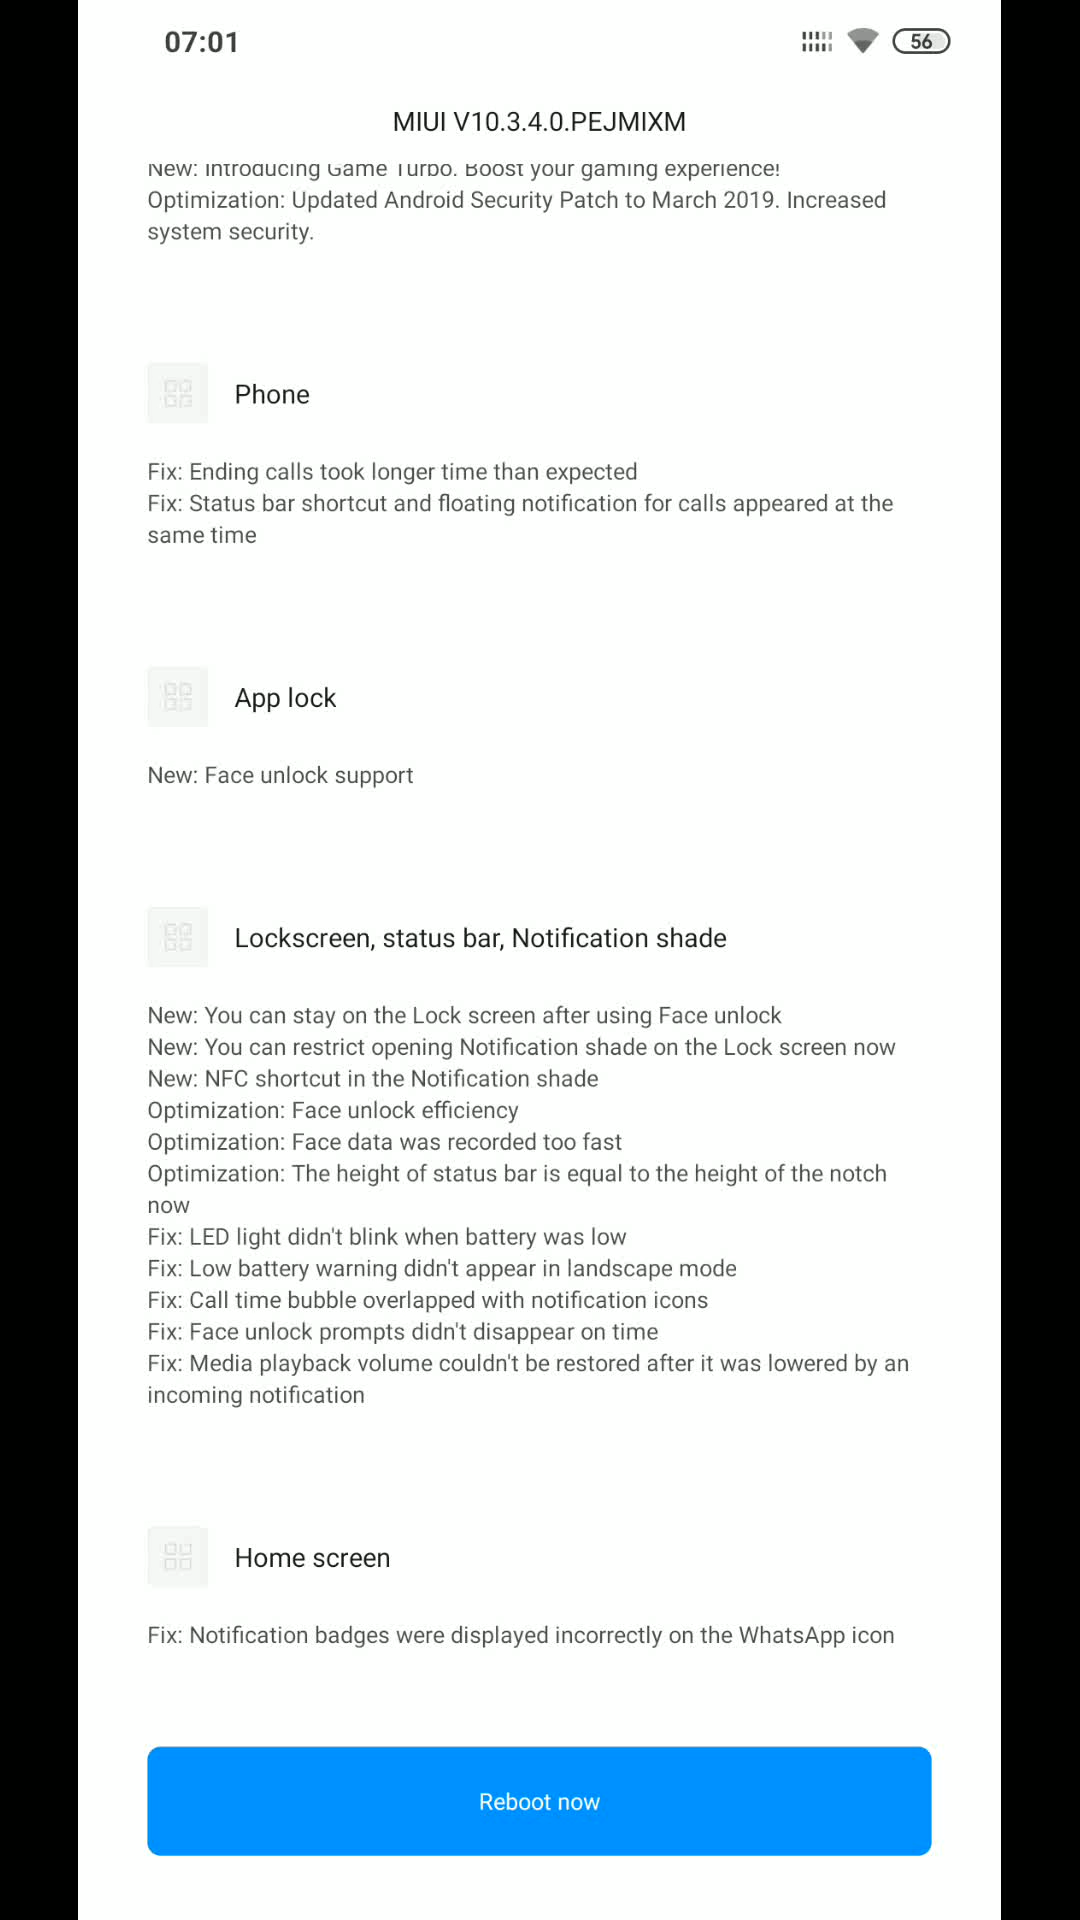 07:01
56
MIUI V10.3.4.0.PEJMIXM
New: Introducing Game Turbo. Boost your gaming experience!
Optimization: Updated Android Security Patch to March 2019. Increased
system security.
Phone
Fix: Ending calls took longer time than expected
Fix: Status bar shortcut and floating notification for calls appeared at the
same time
App lock
New: Face unlock support
Lockscreen, status bar, Notification shade
New: You can stay on the Lock screen after using Face unlock
New: You can restrict opening Notification shade on the Lock screen now
New: NFC shortcut in the Notification shade
Optimization: Face unlock efficiency
Optimization: Face data was recorded too fast
Optimization: The height of status bar is equal to the height of the notch
now
Fix: LED light didn't blink when battery was low
Fix: Low battery warning didn't appear in landscape mode
Fix: Call time bubble overlapped with notification icons
Fix: Face unlock prompts didn't disappear on time
Fix: Media playback volume couldn't be restored after it was lowered by an
incoming notification
Home screen
Fix: Notification badges were displayed incorrectly on the WhatsApp icon
Reboot now